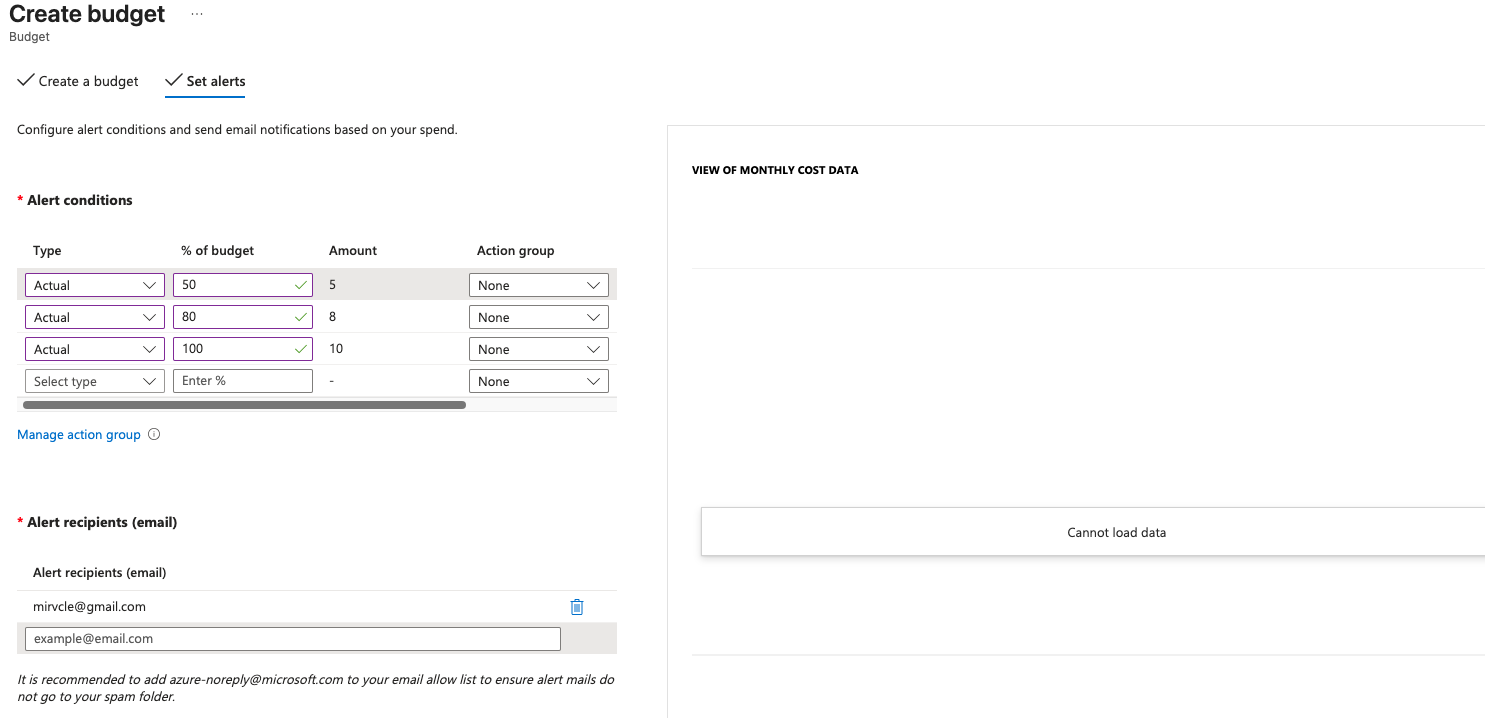 Create budget ...
Budget
Create a budget Set alerts
Configure alert conditions and send email notifications based on your spend.
* Alert conditions
Type % of budget Amount Action group
Actual 50 5 None
Actual 80 8 None
Actual 100 10 None
Select type Enter % - None
Manage action group
* Alert recipients (email)
Alert recipients (email)
mirvcle@gmail.com
example@email.com
It is recommended to add azure-noreply@microsoft.com to your email allow list to ensure alert mails do
not go to your spam folder.
VIEW OF MONTHLY COST DATA
Cannot load data